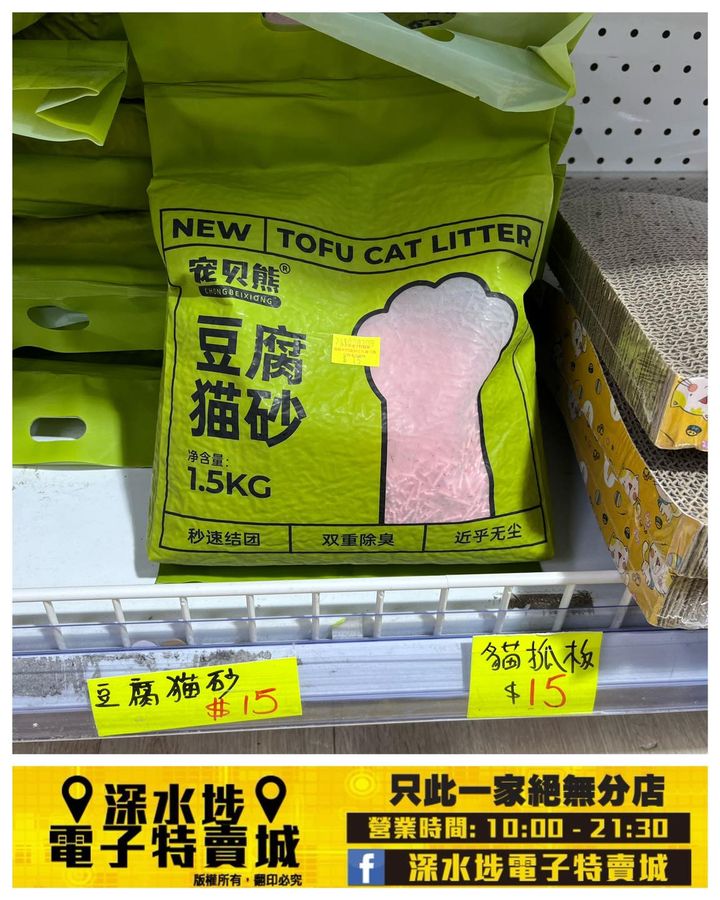 NEW TOFU CAT LITTER
宠贝熊®
CHONGBEIXIONG
豆腐
猫砂
净含量:
1.5KG
秒速结团 双重除臭 近乎无尘
豆腐猫砂
$15
貓抓板
$15
深水埗
電子特賣城
版權所有，翻印必究
只此一家絕無分店
營業時間: 10:00 - 21:30
f 深水埗電子特賣城